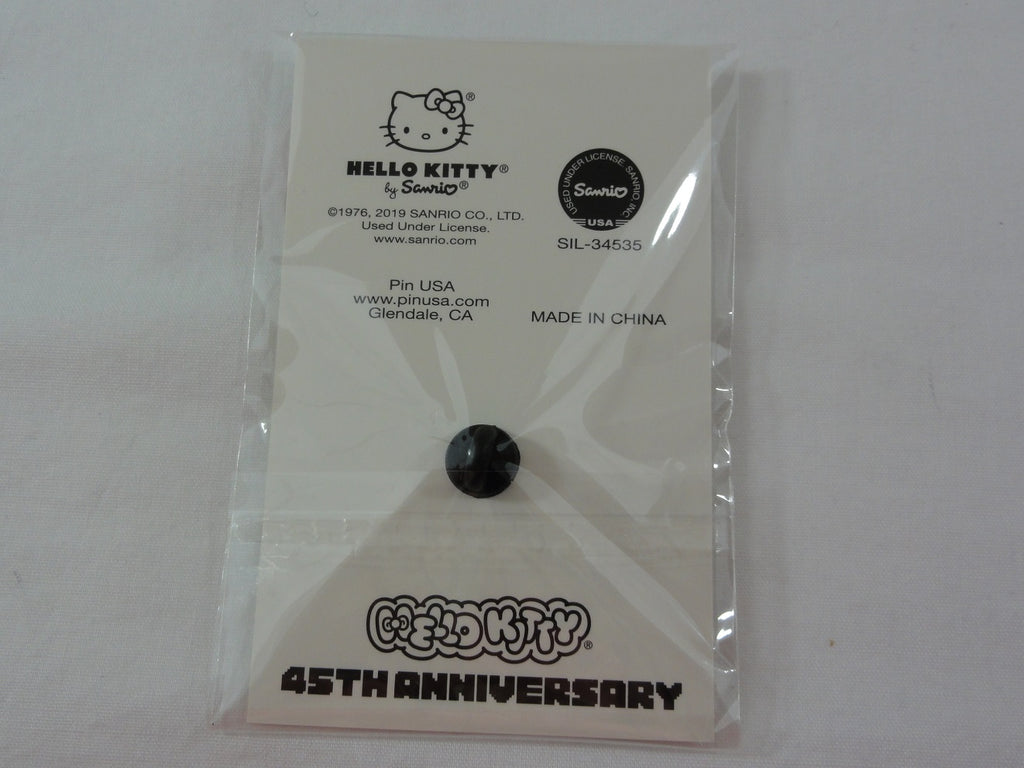 HELLO KITTY®
by Sanrio®
©1976, 2019 SANRIO CO., LTD.
Used Under License.
www.sanrio.com
USED UNDER LICENSE. SANRIO, INC.
Sanrio
USA
SIL-34535
Pin USA
www.pinusa.com
Glendale, CA
MADE IN CHINA
HELLO KITTY®
45TH ANNIVERSARY